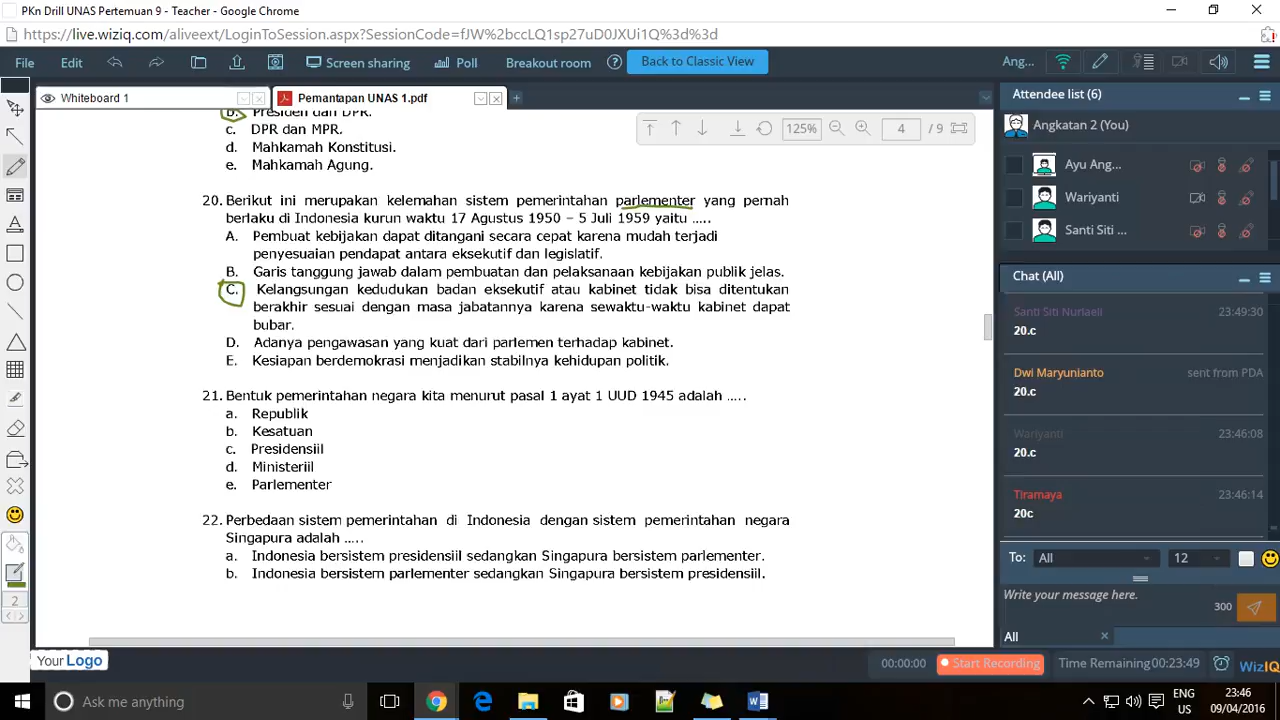 PKn Drill UNAS Pertemuan 9 - Teacher - Google Chrome
https://live.wiziq.com/aliveext/LoginToSession.aspx?SessionCode=fJW%2bccLQ1sp27uD0JXUi1Q%3d%3d
File Edit Screen sharing Poll Breakout room ? Back to Classic View Ang...
Whiteboard 1 Pemantapan UNAS 1.pdf
125% 4 / 9
b. Presiden dan DPR.
c. DPR dan MPR.
d. Mahkamah Konstitusi.
e. Mahkamah Agung.
20. Berikut ini merupakan kelemahan sistem pemerintahan parlementer yang pernah
berlaku di Indonesia kurun waktu 17 Agustus 1950 – 5 Juli 1959 yaitu .....
A. Pembuat kebijakan dapat ditangani secara cepat karena mudah terjadi
penyesuaian pendapat antara eksekutif dan legislatif.
B. Garis tanggung jawab dalam pembuatan dan pelaksanaan kebijakan publik jelas.
C. Kelangsungan kedudukan badan eksekutif atau kabinet tidak bisa ditentukan
berakhir sesuai dengan masa jabatannya karena sewaktu-waktu kabinet dapat
bubar.
D. Adanya pengawasan yang kuat dari parlemen terhadap kabinet.
E. Kesiapan berdemokrasi menjadikan stabilnya kehidupan politik.
21. Bentuk pemerintahan negara kita menurut pasal 1 ayat 1 UUD 1945 adalah .....
a. Republik
b. Kesatuan
c. Presidensiil
d. Ministeriil
e. Parlementer
22. Perbedaan sistem pemerintahan di Indonesia dengan sistem pemerintahan negara
Singapura adalah .....
a. Indonesia bersistem presidensiil sedangkan Singapura bersistem parlementer.
b. Indonesia bersistem parlementer sedangkan Singapura bersistem presidensiil.
2
Attendee list (6)
Angkatan 2 (You)
Ayu Ang...
Wariyanti
Santi Siti ...
Chat (All)
Santi Siti Nurlaeli 23:49:30
20.c
Dwi Maryunianto sent from PDA
20.c
Wariyanti 23:46:08
20.c
Tiramaya 23:46:14
20c
To: All 12
Write your message here.
300
All
Your Logo
00:00:00 Start Recording Time Remaining 00:23:49 WizIQ
Ask me anything
ENG 23:46
US 09/04/2016